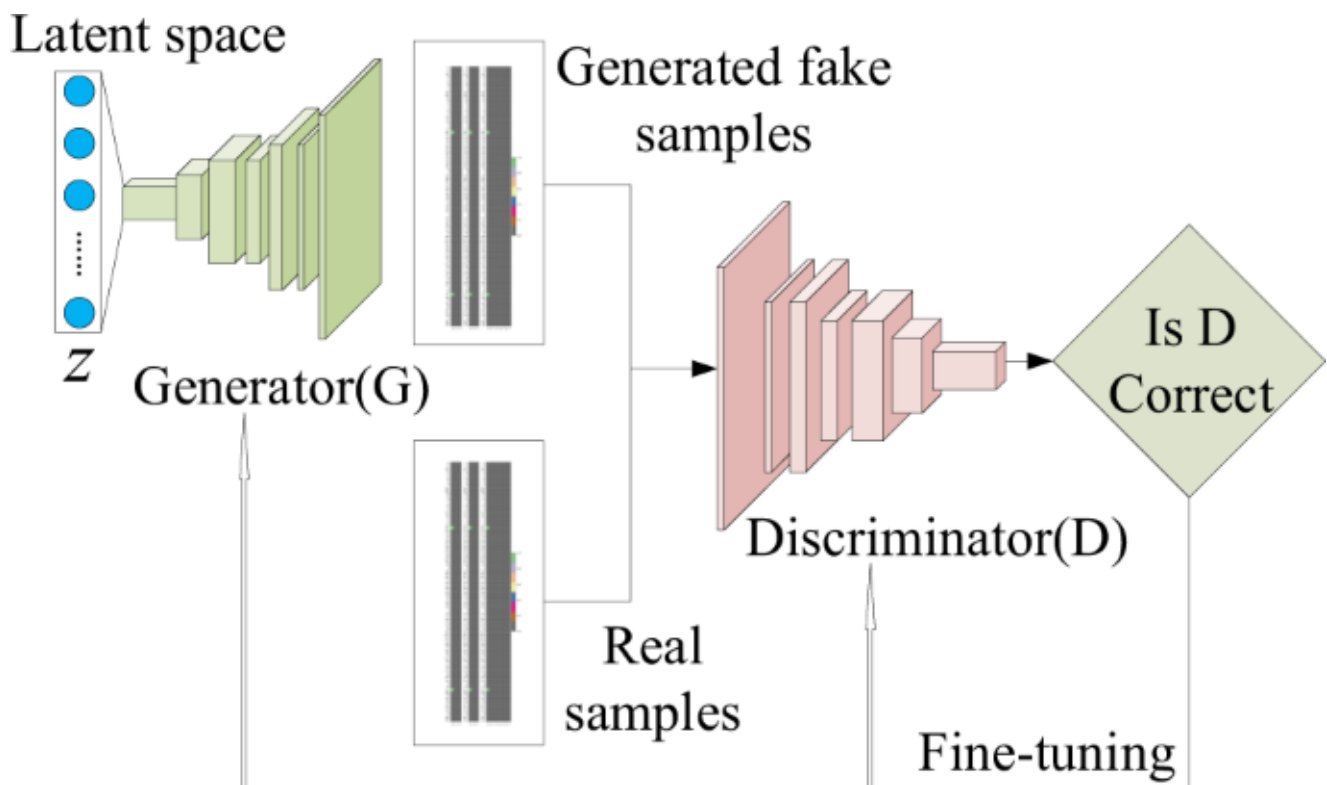 Latent space
Generated fake
samples
z
Generator(G)
Is D
Correct
Discriminator(D)
Real
samples
Fine-tuning